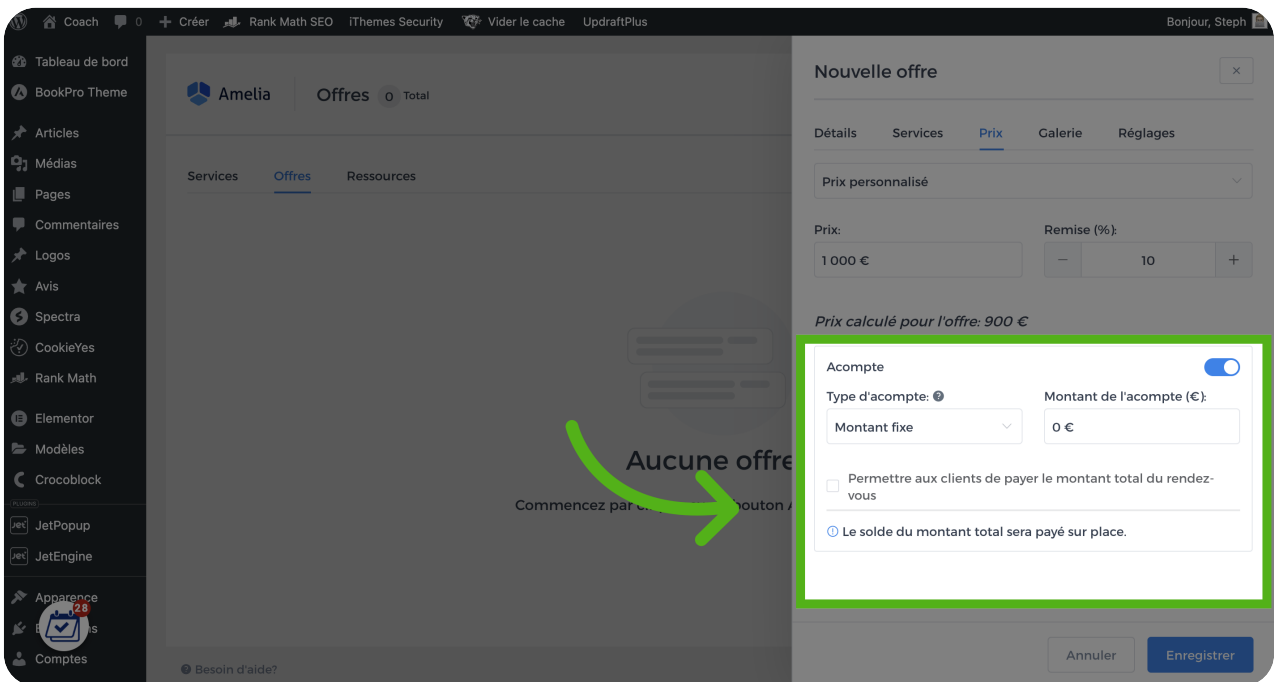 Coach 0 Créer Rank Math SEO iThemes Security Vider le cache UpdraftPlus Bonjour, Steph
Tableau de bord
BookPro Theme
Articles
Médias
Pages
Commentaires
Logos
Avis
Spectra
CookieYes
Rank Math
Elementor
Modèles
Crocoblock
PLUGINS
JetPopup
JetEngine
Apparence
28
Comptes
Amelia
Offres 0 Total
Services Offres Ressources
Aucune offre
Commencez par
bouton
Besoin d'aide?
Nouvelle offre
×
Détails Services Prix Galerie Réglages
Prix personnalisé
Prix: Remise (%):
1 000 € − 10 +
Prix calculé pour l'offre: 900 €
Acompte
Type d'acompte: ? Montant de l'acompte (€):
Montant fixe 0 €
Permettre aux clients de payer le montant total du rendez-
vous
Le solde du montant total sera payé sur place.
Annuler Enregistrer